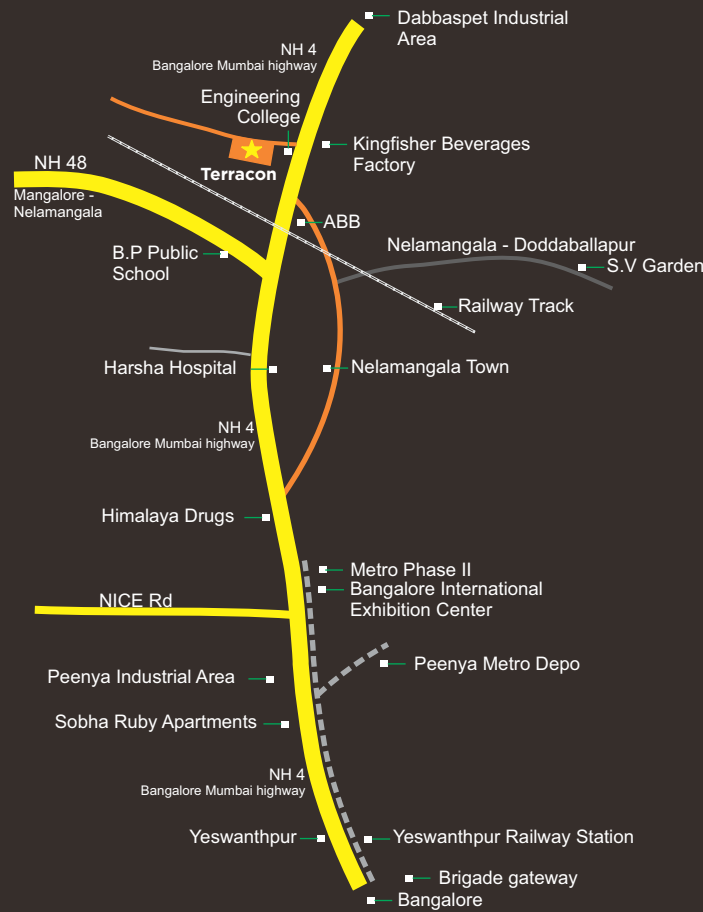 Dabbaspet Industrial
Area
NH 4
Bangalore Mumbai highway
Engineering
College
Kingfisher Beverages
Factory
Terracon
NH 48
Mangalore -
Nelamangala
ABB
B.P Public
School
Nelamangala - Doddaballapur
S.V Garden
Railway Track
Harsha Hospital
Nelamangala Town
NH 4
Bangalore Mumbai highway
Himalaya Drugs
Metro Phase II
Bangalore International
Exhibition Center
NICE Rd
Peenya Metro Depo
Peenya Industrial Area
Sobha Ruby Apartments
NH 4
Bangalore Mumbai highway
Yeswanthpur
Yeswanthpur Railway Station
Brigade gateway
Bangalore